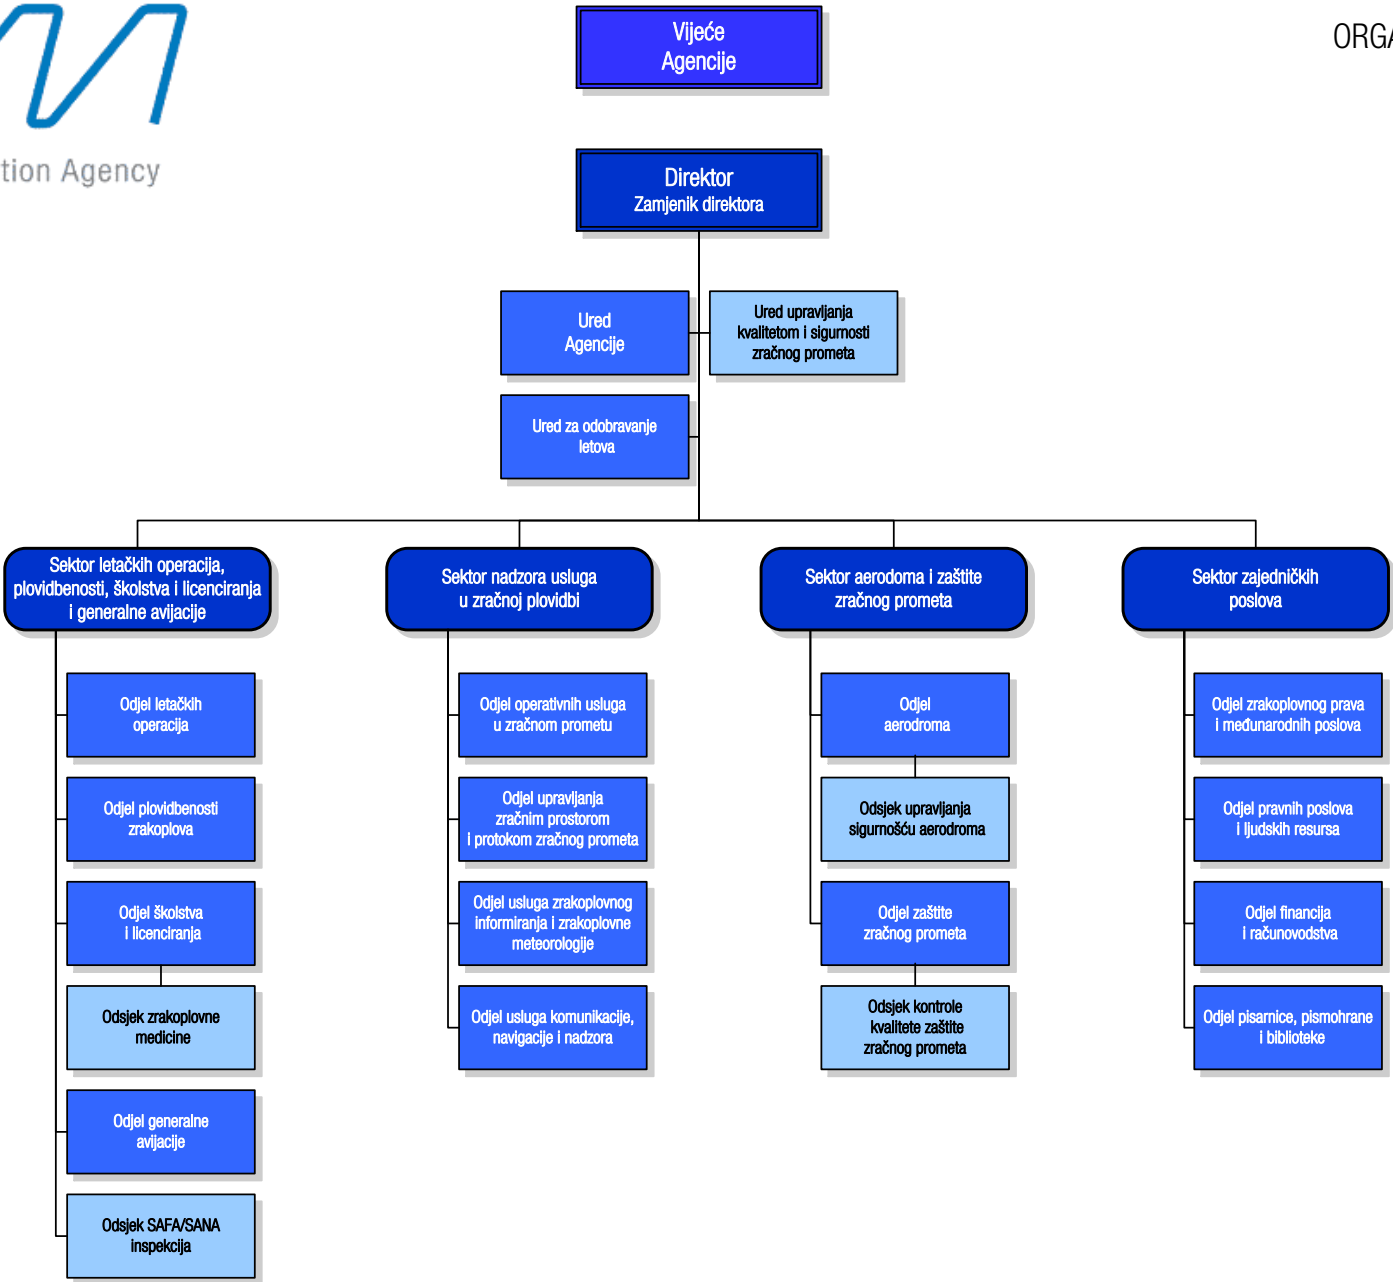 tion Agency
ORGA
Vijeće
Agencije
Direktor
Zamjenik direktora
Ured
Agencije
Ured upravljanja
kvalitetom i sigurnosti
zračnog prometa
Ured za odobravanje
letova
Sektor letačkih operacija,
plovidbenosti, školstva i licenciranja
i generalne avijacije
Odjel letačkih
operacija
Odjel plovidbenosti
zrakoplova
Odjel školstva
i licenciranja
Odsjek zrakoplovne
medicine
Odjel generalne
avijacije
Odsjek SAFA/SANA
inspekcija
Sektor nadzora usluga
u zračnoj plovidbi
Odjel operativnih usluga
u zračnom prometu
Odjel upravljanja
zračnim prostorom
i protokom zračnog prometa
Odjel usluga zrakoplovnog
informiranja i zrakoplovne
meteorologije
Odjel usluga komunikacije,
navigacije i nadzora
Sektor aerodoma i zaštite
zračnog prometa
Odjel
aerodroma
Odsjek upravljanja
sigurnošću aerodroma
Odjel zaštite
zračnog prometa
Odsjek kontrole
kvalitete zaštite
zračnog prometa
Sektor zajedničkih
poslova
Odjel zrakoplovnog prava
i međunarodnih poslova
Odjel pravnih poslova
i ljudskih resursa
Odjel financija
i računovodstva
Odjel pisarnice, pismohrane
i biblioteke